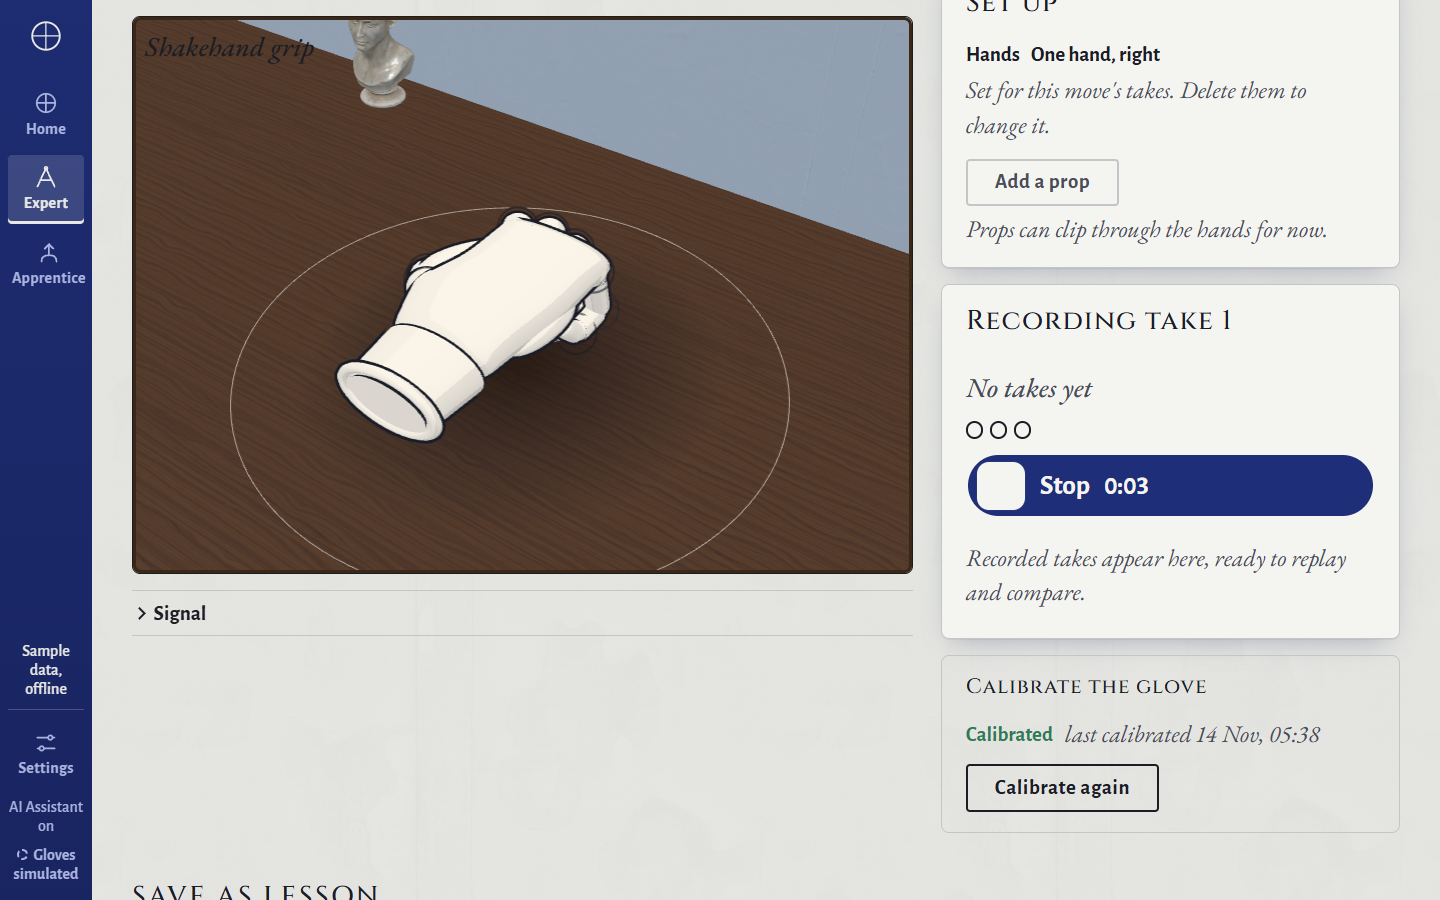 Home
Expert
Apprentice
Sample
data,
offline
Settings
AI Assistant
on
Gloves
simulated
Shakehand grip
Signal
SAVE AS LESSON
SET UP
Hands One hand, right
Set for this move's takes. Delete them to
change it.
Add a prop
Props can clip through the hands for now.
RECORDING TAKE 1
No takes yet
Stop 0:03
Recorded takes appear here, ready to replay
and compare.
CALIBRATE THE GLOVE
Calibrated last calibrated 14 Nov, 05:38
Calibrate again